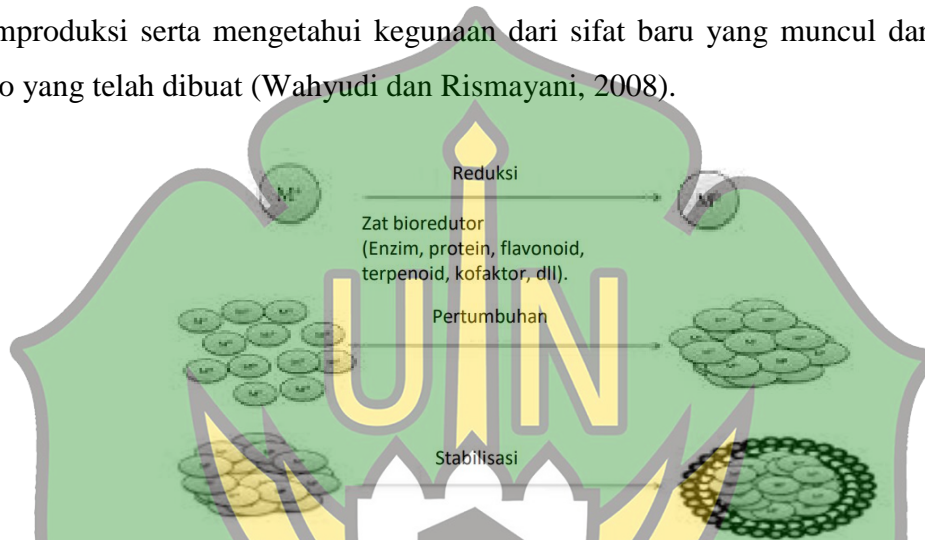 mproduksi serta mengetahui kegunaan dari sifat baru yang muncul dar
o yang telah dibuat (Wahyudi dan Rismayani, 2008).
Reduksi
Zat bioredutor
(Enzim, protein, flavonoid,
terpenoid, kofaktor, dll).
Pertumbuhan
UIN
Stabilisasi